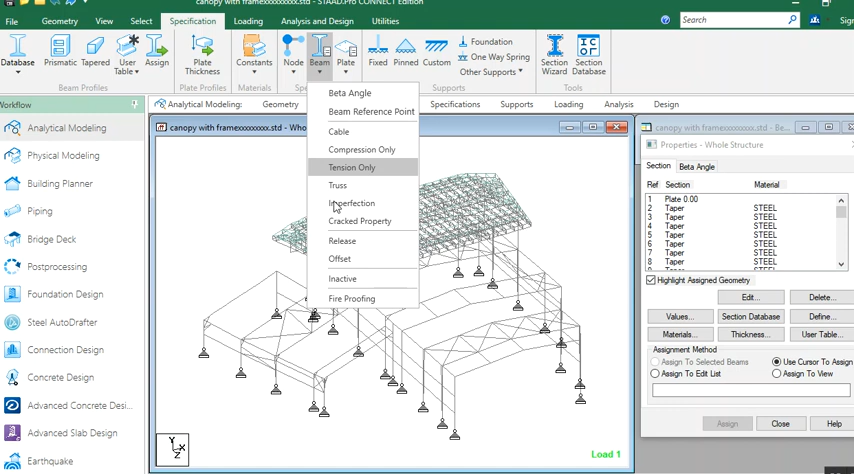 canopy with framexxxxxxxxx.std - STAAD.Pro CONNECT Edition
File Geometry View Select Specification Loading Analysis and Design Utilities
Search
Database Prismatic Tapered User Table Assign Plate Thickness Constants Node Beam Fixed Pinned Custom Foundation Section Wizard Section Database
One Way Spring
Other Supports
Beam Profiles Plate Profiles Materials Supports Tools
Workflow
Analytical Modeling: Geometry Specifications Supports Loading Analysis Design
Analytical Modeling
Physical Modeling
Building Planner
Piping
Bridge Deck
Postprocessing
Foundation Design
Steel AutoDrafter
Connection Design
Concrete Design
Advanced Concrete Desi...
Advanced Slab Design
Earthquake
canopy with framexxxxxxxxx.std - Who
Beta Angle
Beam Reference Point
Cable
Compression Only
Tension Only
Truss
Imperfection
Cracked Property
Release
Offset
Inactive
Fire Proofing
Y
X
Z
Load 1
canopy with framexxxxxxxxx.std - Be...
Properties - Whole Structure
Section Beta Angle
Ref Section Material
1 Plate 0.00
2 Taper STEEL
3 Taper STEEL
4 Taper STEEL
5 Taper STEEL
6 Taper STEEL
7 Taper STEEL
8 Taper STEEL
Highlight Assigned Geometry
Edit... Delete...
Values... Section Database Define...
Materials... Thickness... User Table...
Assignment Method
Assign To Selected Beams Use Cursor To Assign
Assign To Edit List Assign To View
Assign Close Help